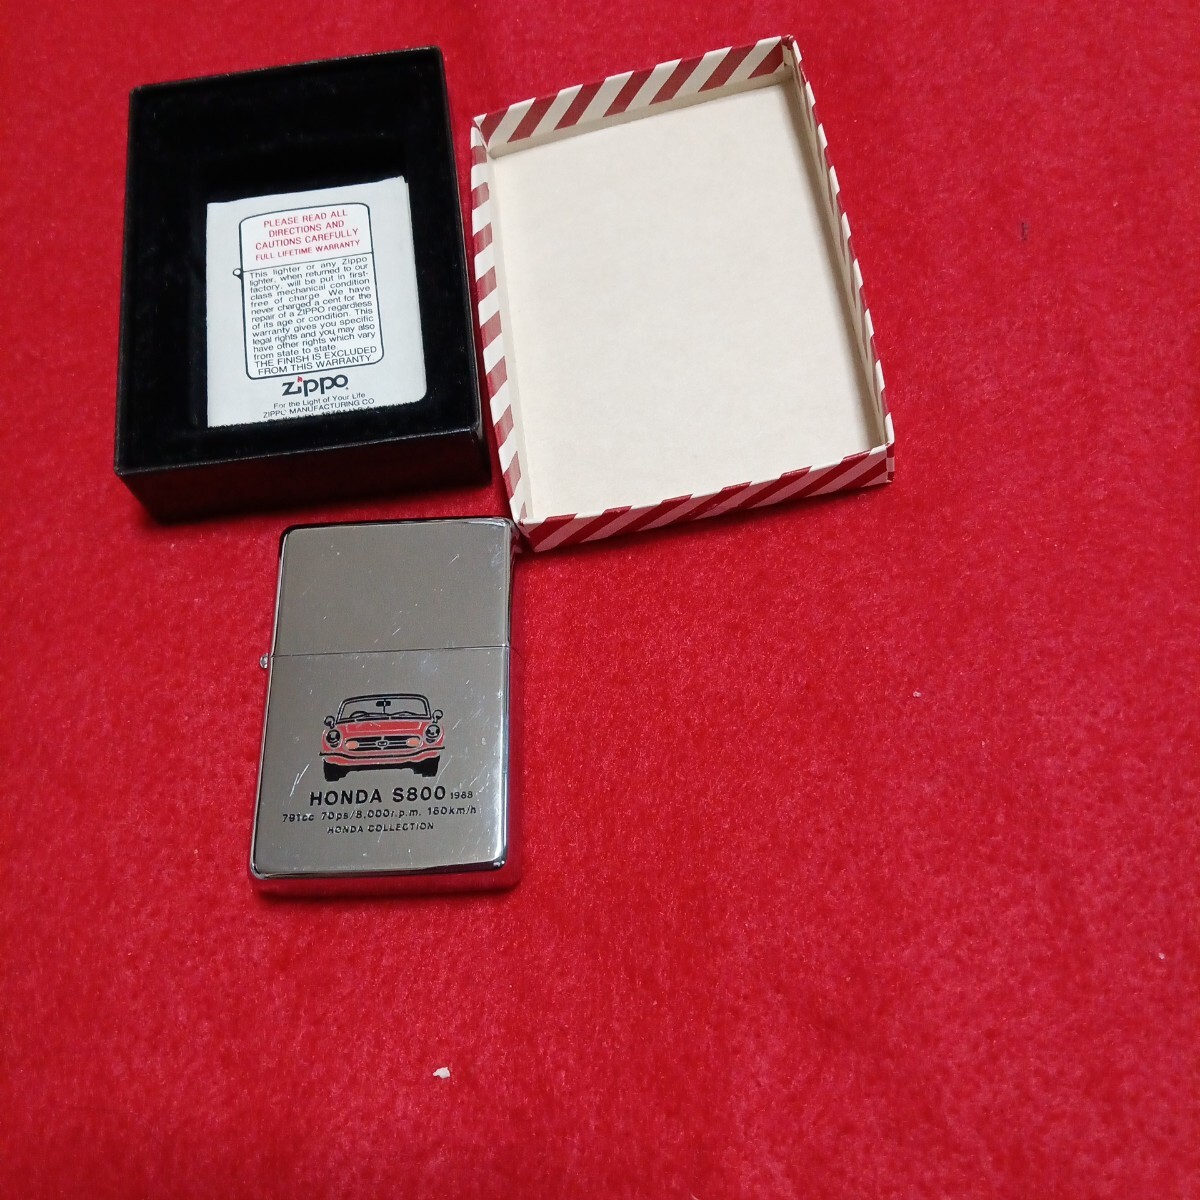 PLEASE READ ALL
DIRECTIONS AND
CAUTIONS CAREFULLY
FULL LIFETIME WARRANTY
This lighter or any Zippo
lighter, when returned to our
factory, will be put in first-
class mechanical condition
free of charge. We have
never charged a cent for the
repair of a ZIPPO regardless
of its age or condition. This
warranty gives you specific
legal rights and you may also
have other rights which vary
from state to state.
THE FINISH IS EXCLUDED
FROM THIS WARRANTY.
Zippo
For the Light of Your Life
ZIPPO MANUFACTURING CO
HONDA S800 1968
791cc 70ps/8,000r.p.m. 160km/h
HONDA COLLECTION